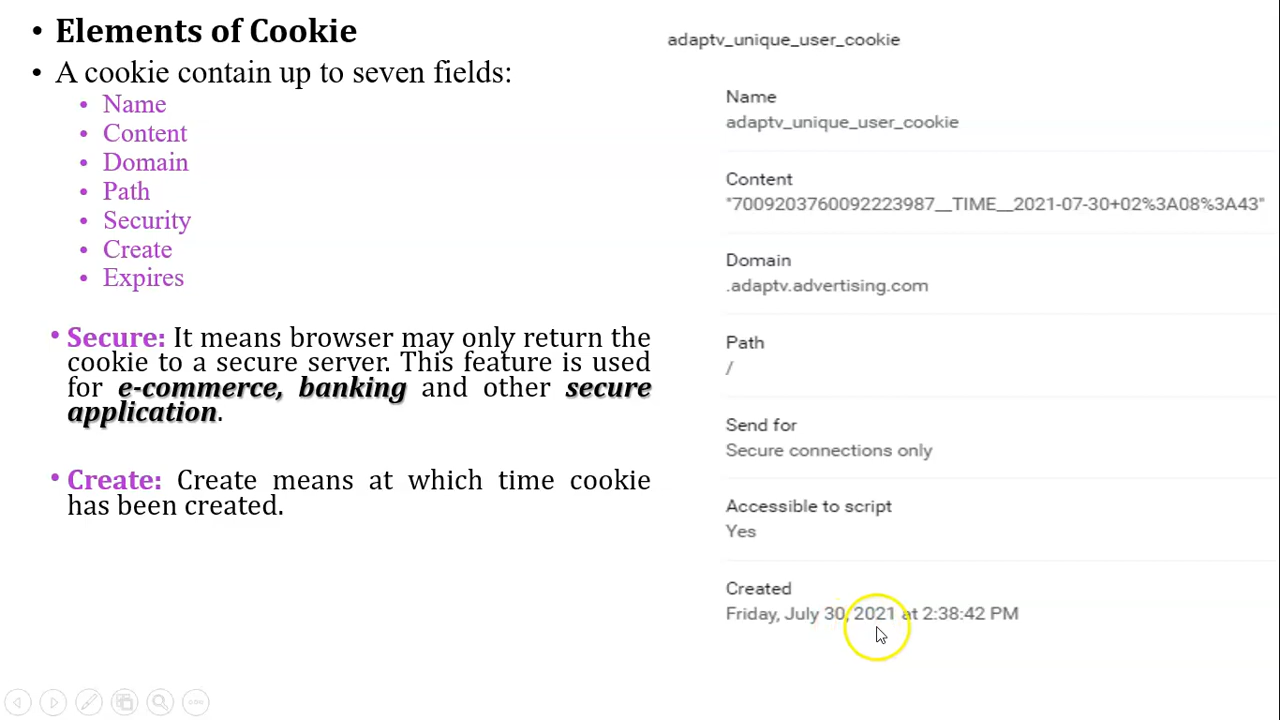 • Elements of Cookie
• A cookie contain up to seven fields:
• Name
• Content
• Domain
• Path
• Security
• Create
• Expires
• Secure: It means browser may only return the
cookie to a secure server. This feature is used
for e-commerce, banking and other secure
application.
• Create: Create means at which time cookie
has been created.
adaptv_unique_user_cookie
Name
adaptv_unique_user_cookie
Content
"7009203760092223987__TIME__2021-07-30+02%3A08%3A43"
Domain
.adaptv.advertising.com
Path
/
Send for
Secure connections only
Accessible to script
Yes
Created
Friday, July 30, 2021 at 2:38:42 PM